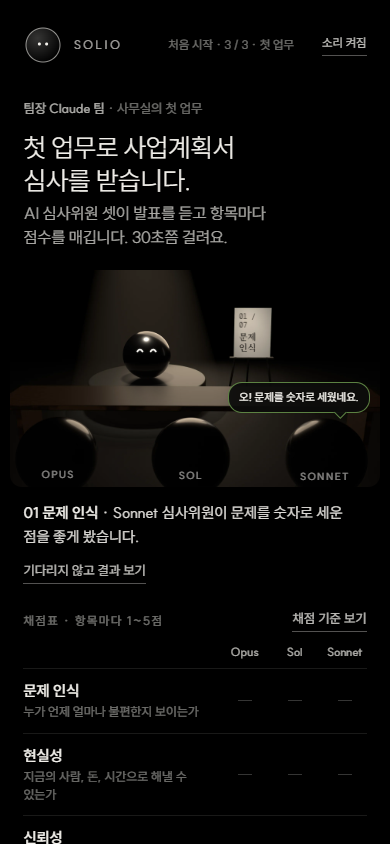 SOLIO
처음 시작 · 3 / 3 · 첫 업무
소리 켜짐
팀장 Claude 팀 · 사무실의 첫 업무
첫 업무로 사업계획서
심사를 받습니다.
AI 심사위원 셋이 발표를 듣고 항목마다
점수를 매깁니다. 30초쯤 걸려요.
01 /
07
문제
인식
오! 문제를 숫자로 세웠네요.
OPUS
SOL
SONNET
01 문제 인식 · Sonnet 심사위원이 문제를 숫자로 세운
점을 좋게 봤습니다.
기다리지 않고 결과 보기
채점표 · 항목마다 1~5점
채점 기준 보기
Opus
Sol
Sonnet
문제 인식
누가 언제 얼마나 불편한지 보이는가
— — —
현실성
지금의 사람, 돈, 시간으로 해낼 수
있는가
— — —
신뢰성